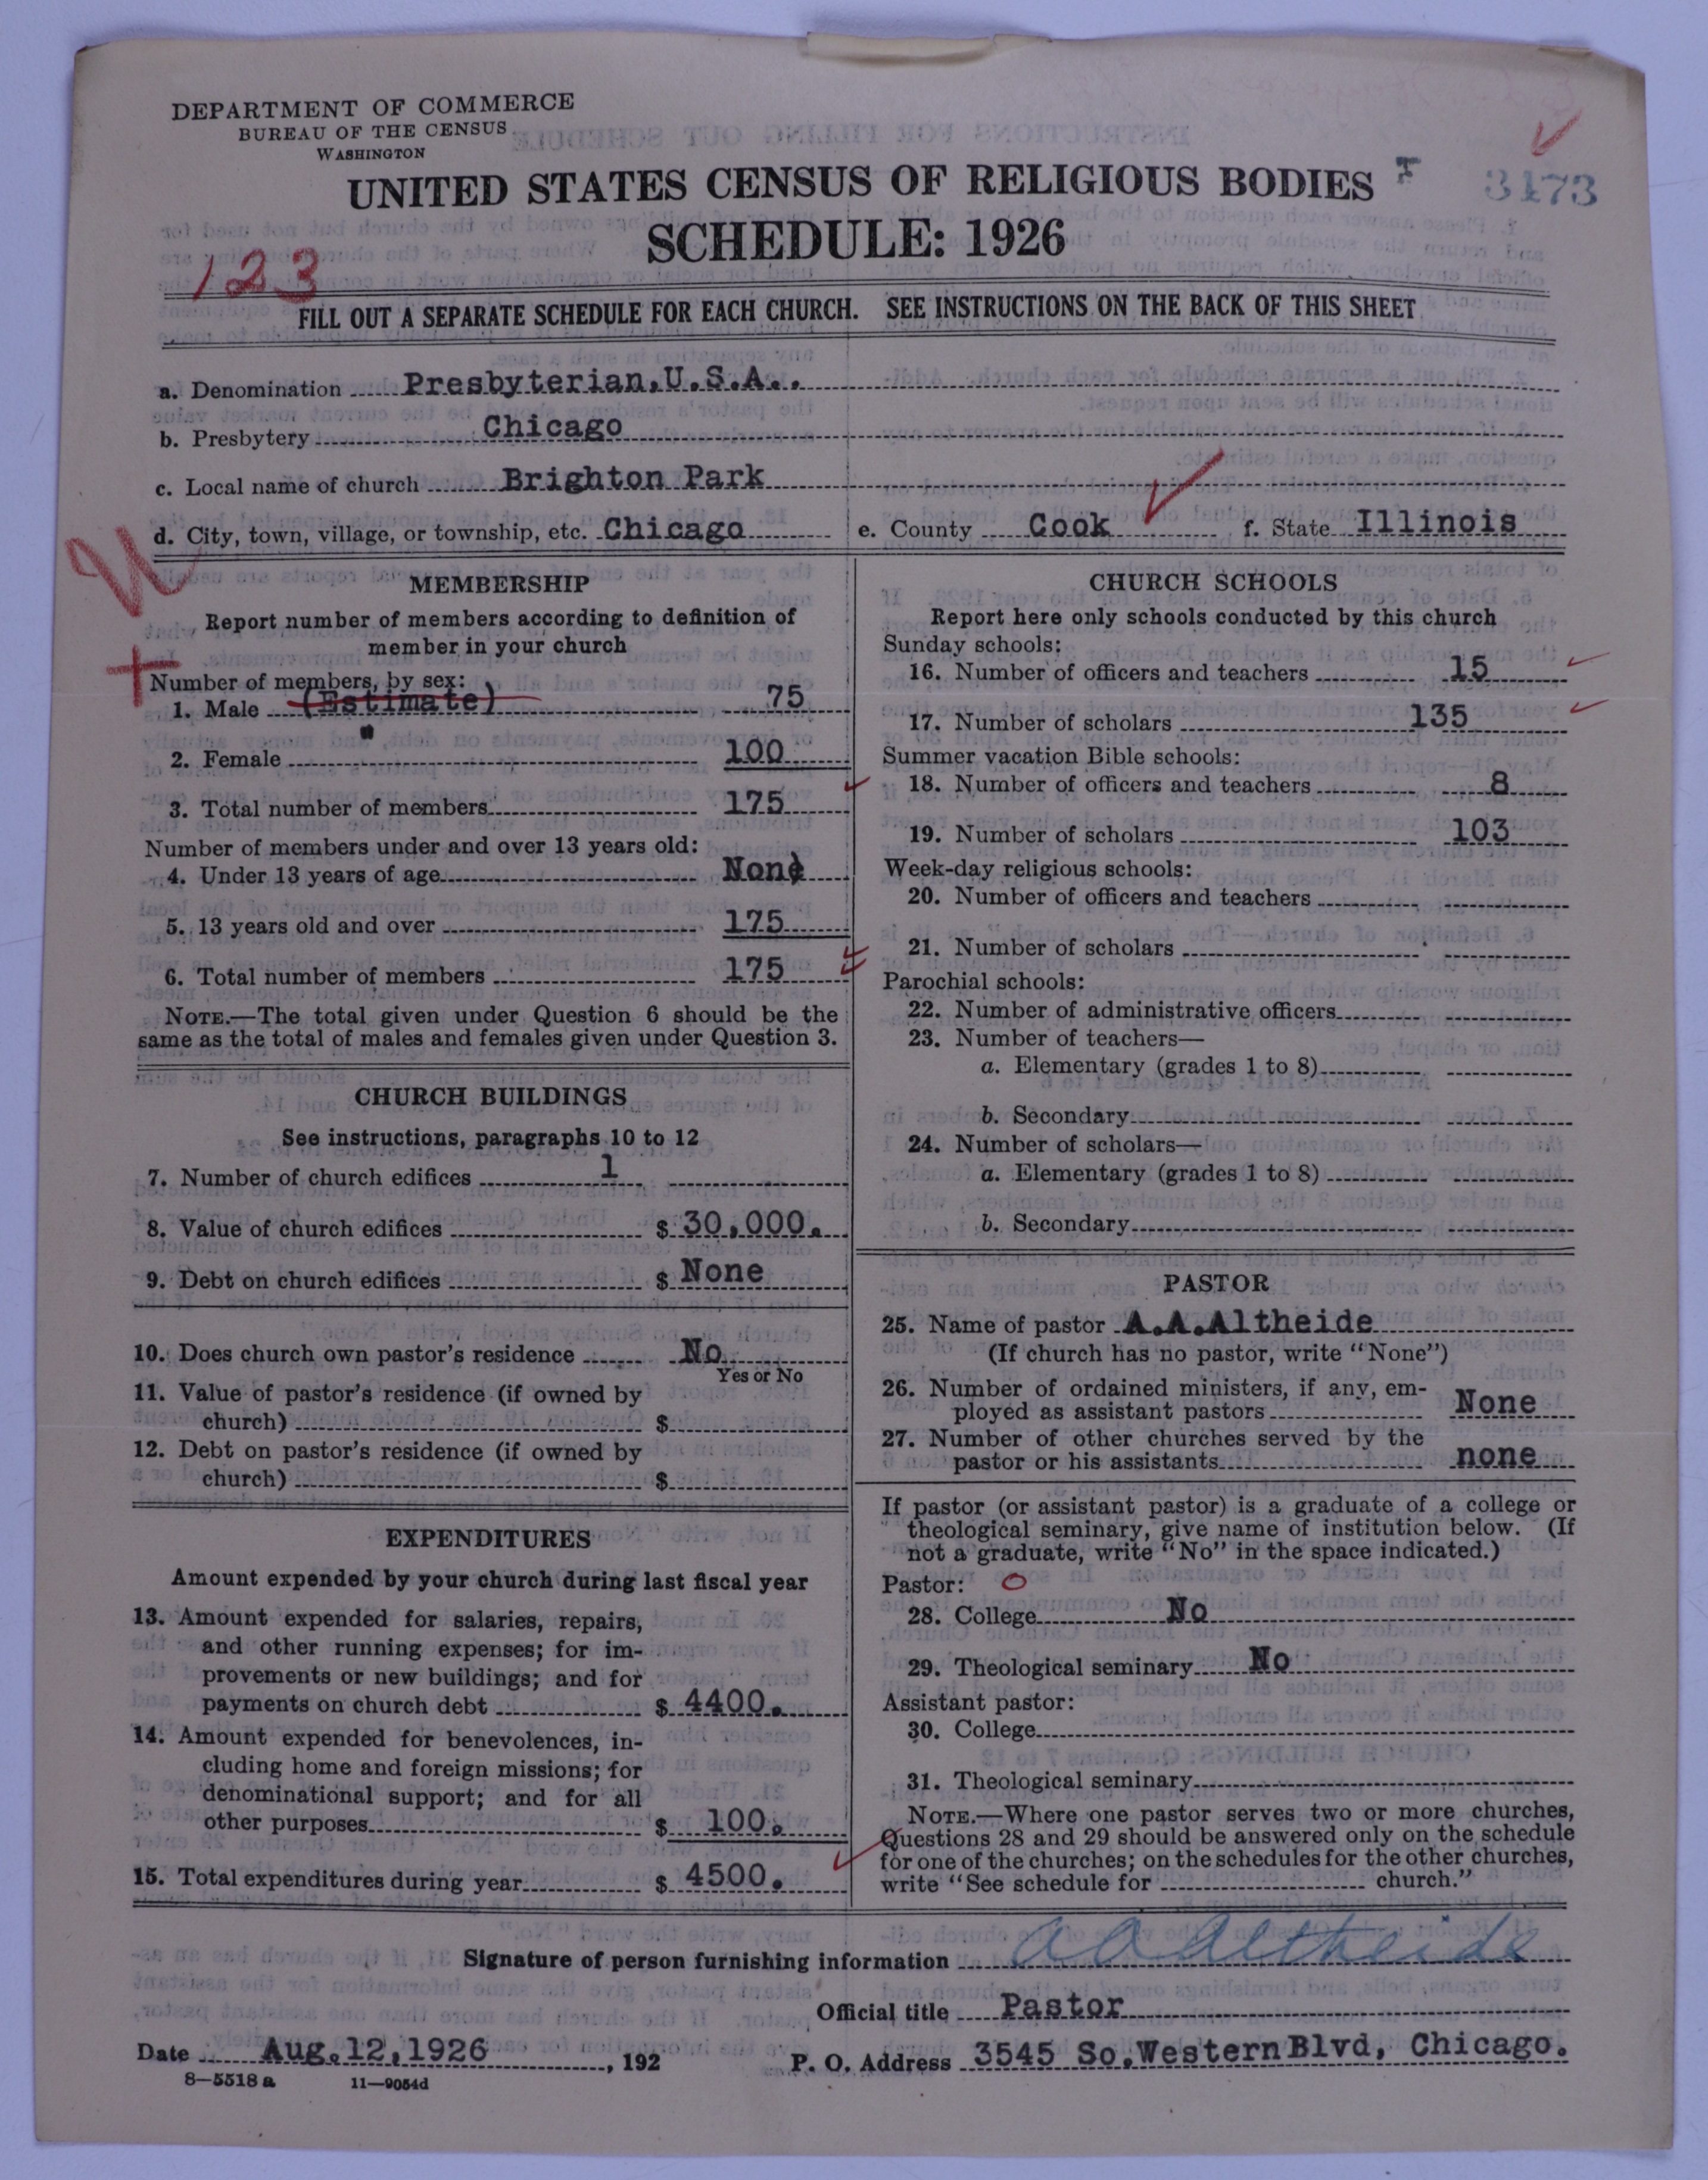 DEPARTMENT OF COMMERCE
BUREAU OF THE CENSUS
WASHINGTON
UNITED STATES CENSUS OF RELIGIOUS BODIES
3173
SCHEDULE: 1926
123
FILL OUT A SEPARATE SCHEDULE FOR EACH CHURCH. SEE INSTRUCTIONS ON THE BACK OF THIS SHEET
a. Denomination Presbyterian,U.S.A..
b. Presbytery Chicago
c. Local name of church Brighton Park
d. City, town, village, or township, etc. Chicago e. County Cook f. State Illinois
MEMBERSHIP
Report number of members according to definition of
member in your church
Number of members, by sex:
1. Male (Estimate) 75
2. Female " 100
3. Total number of members 175
Number of members under and over 13 years old:
4. Under 13 years of age None
5. 13 years old and over 175
6. Total number of members 175
NOTE.—The total given under Question 6 should be the
same as the total of males and females given under Question 3.
CHURCH BUILDINGS
See instructions, paragraphs 10 to 12
7. Number of church edifices 1
8. Value of church edifices $ 30,000.
9. Debt on church edifices $ None
10. Does church own pastor's residence No
Yes or No
11. Value of pastor's residence (if owned by
church) $
12. Debt on pastor's residence (if owned by
church) $
EXPENDITURES
Amount expended by your church during last fiscal year
13. Amount expended for salaries, repairs,
and other running expenses; for im-
provements or new buildings; and for
payments on church debt $ 4400.
14. Amount expended for benevolences, in-
cluding home and foreign missions; for
denominational support; and for all
other purposes $ 100.
15. Total expenditures during year $ 4500.
CHURCH SCHOOLS
Report here only schools conducted by this church
Sunday schools:
16. Number of officers and teachers 15
17. Number of scholars 135
Summer vacation Bible schools:
18. Number of officers and teachers 8
19. Number of scholars 103
Week-day religious schools:
20. Number of officers and teachers
21. Number of scholars
Parochial schools:
22. Number of administrative officers
23. Number of teachers—
a. Elementary (grades 1 to 8)
b. Secondary
24. Number of scholars—
a. Elementary (grades 1 to 8)
b. Secondary
PASTOR
25. Name of pastor A.A.Altheide
(If church has no pastor, write "None")
26. Number of ordained ministers, if any, em-
ployed as assistant pastors None
27. Number of other churches served by the
pastor or his assistants none
If pastor (or assistant pastor) is a graduate of a college or
theological seminary, give name of institution below. (If
not a graduate, write "No" in the space indicated.)
Pastor:
28. College No
29. Theological seminary No
Assistant pastor:
30. College
31. Theological seminary
NOTE.—Where one pastor serves two or more churches,
Questions 28 and 29 should be answered only on the schedule
for one of the churches; on the schedules for the other churches,
write "See schedule for church."
Signature of person furnishing information A A Altheide
Official title Pastor
Date Aug.12,1926, 192 P. O. Address 3545 So.Western Blvd, Chicago.
8—5518 a 11—9054d